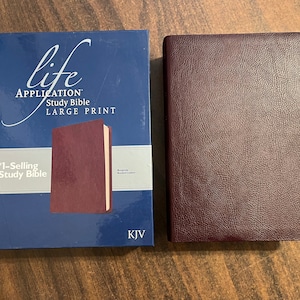 life
APPLICATION
Study Bible
LARGE PRINT
#1-Selling
Study Bible
KJV